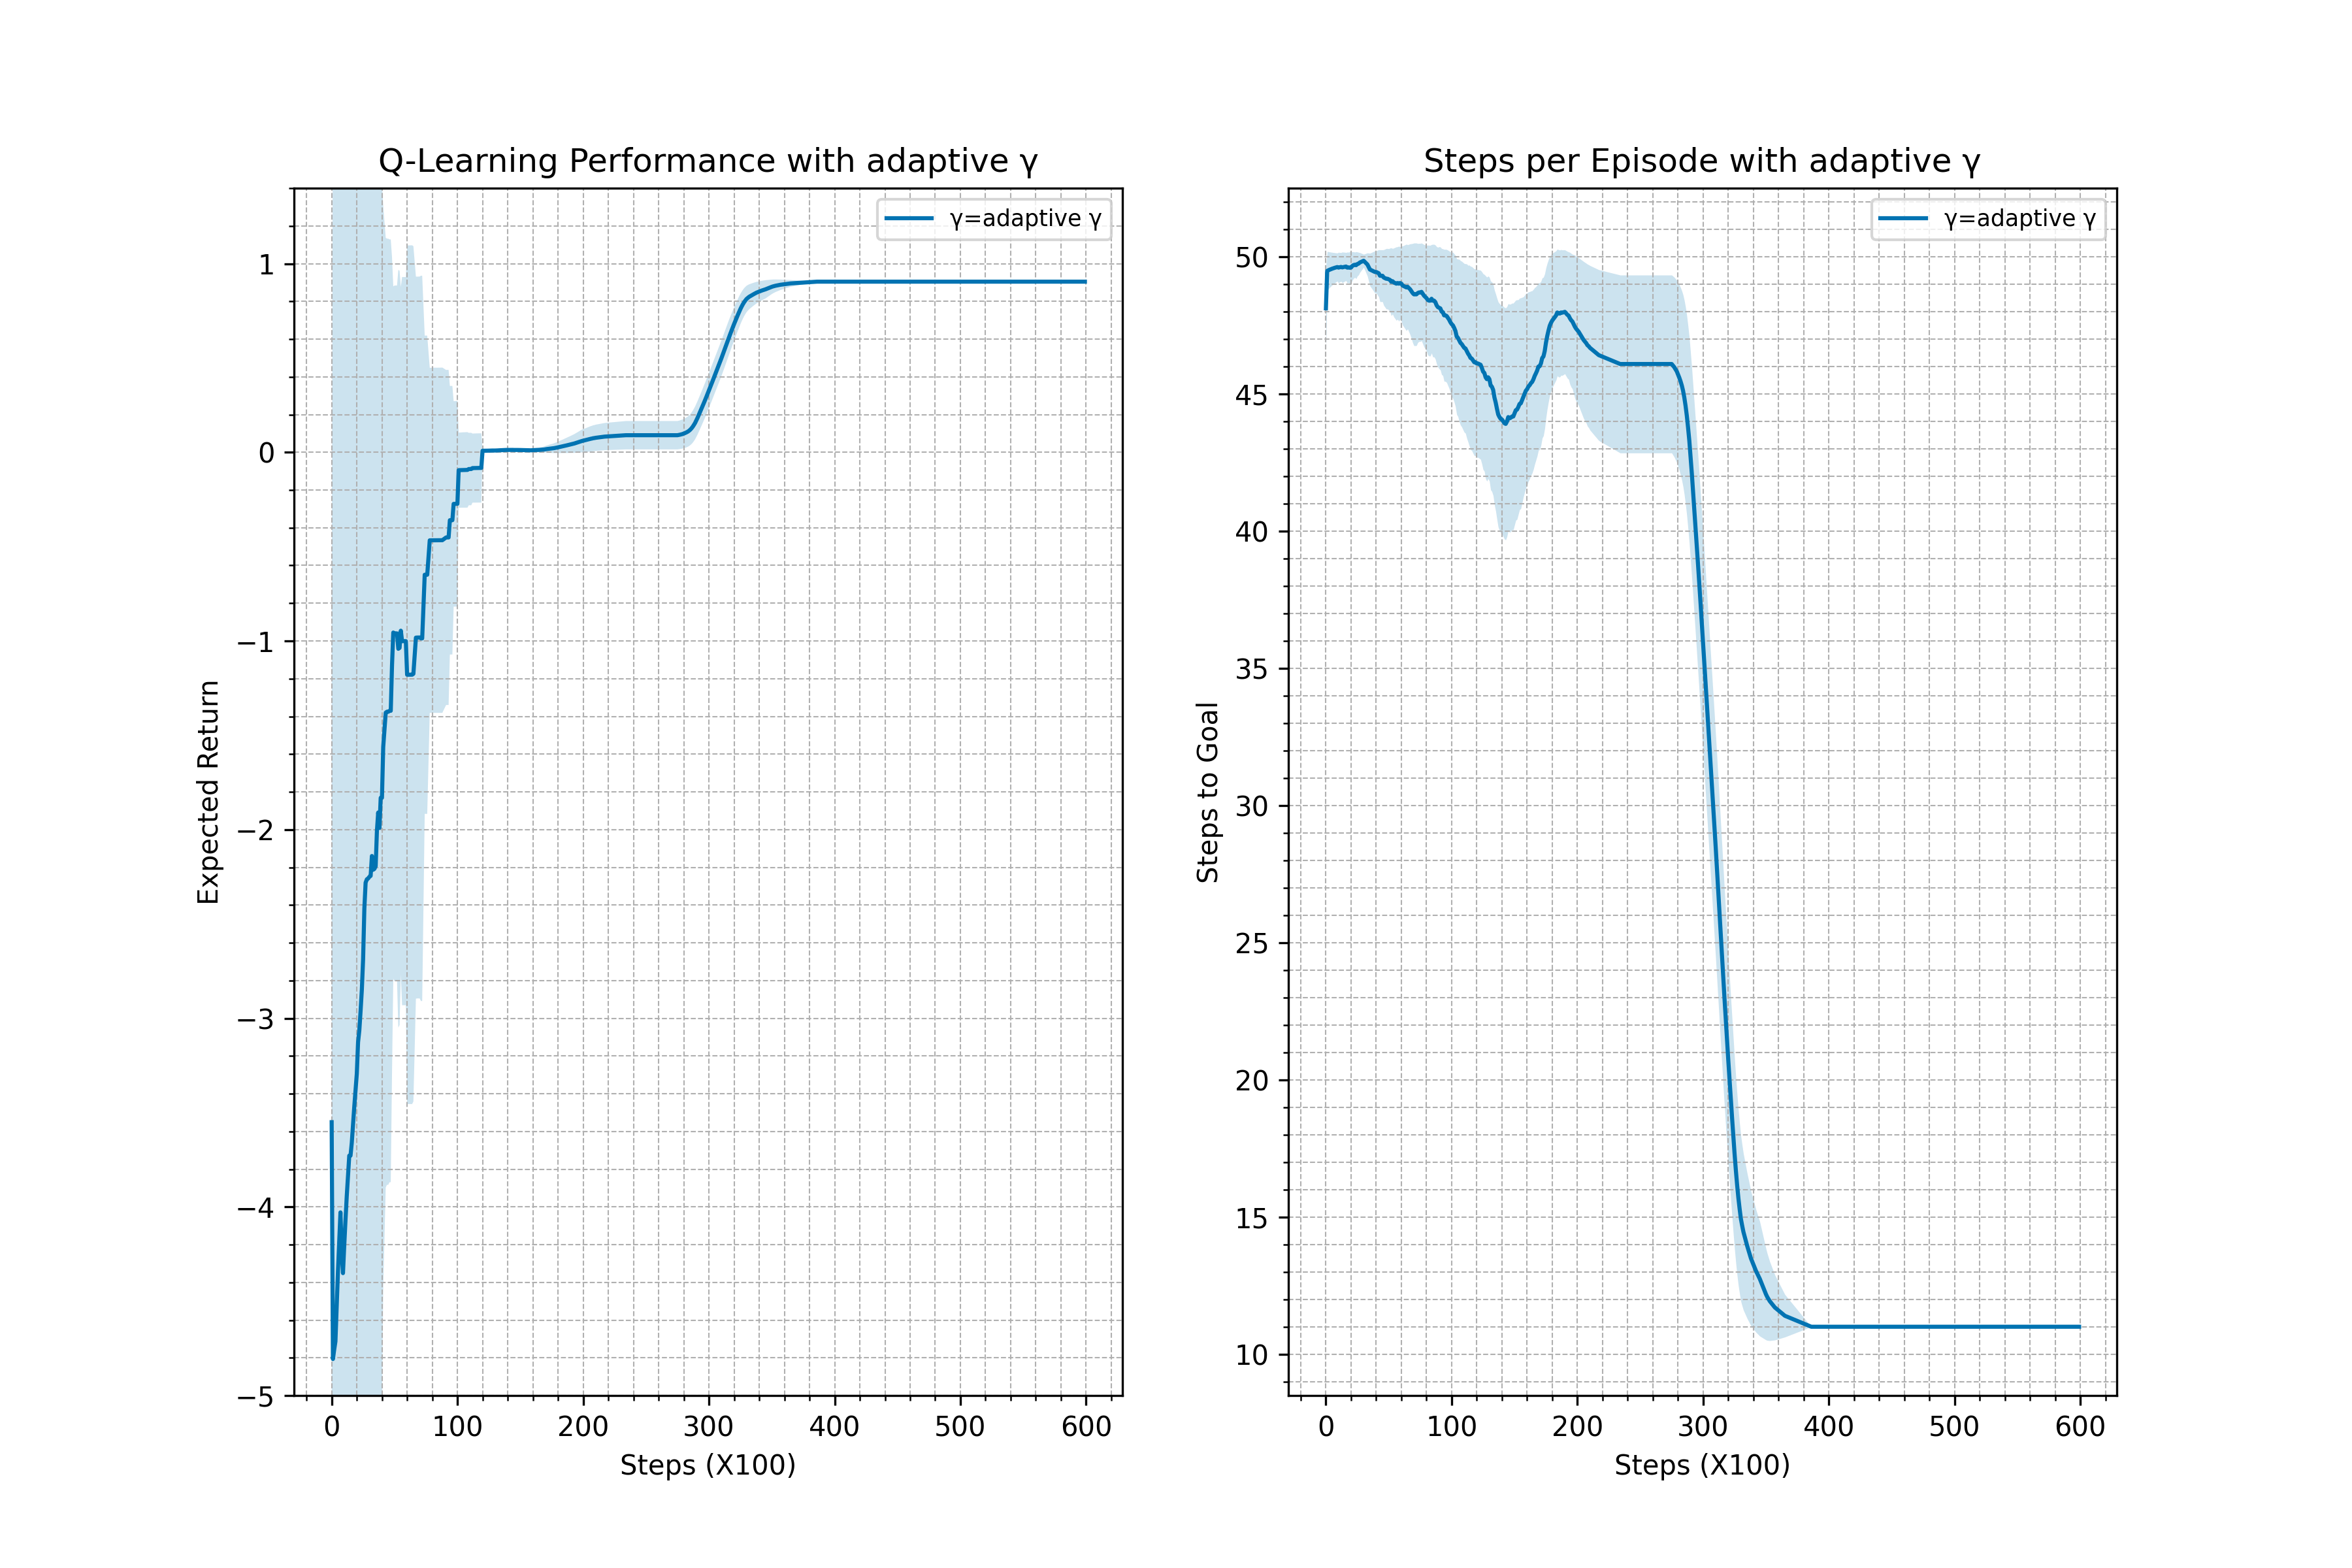 Q-Learning Performance with adaptive γ
γ=adaptive γ
Expected Return
1
0
−1
−2
−3
−4
−5
0 100 200 300 400 500 600
Steps (X100)
Steps per Episode with adaptive γ
γ=adaptive γ
Steps to Goal
50
45
40
35
30
25
20
15
10
0 100 200 300 400 500 600
Steps (X100)